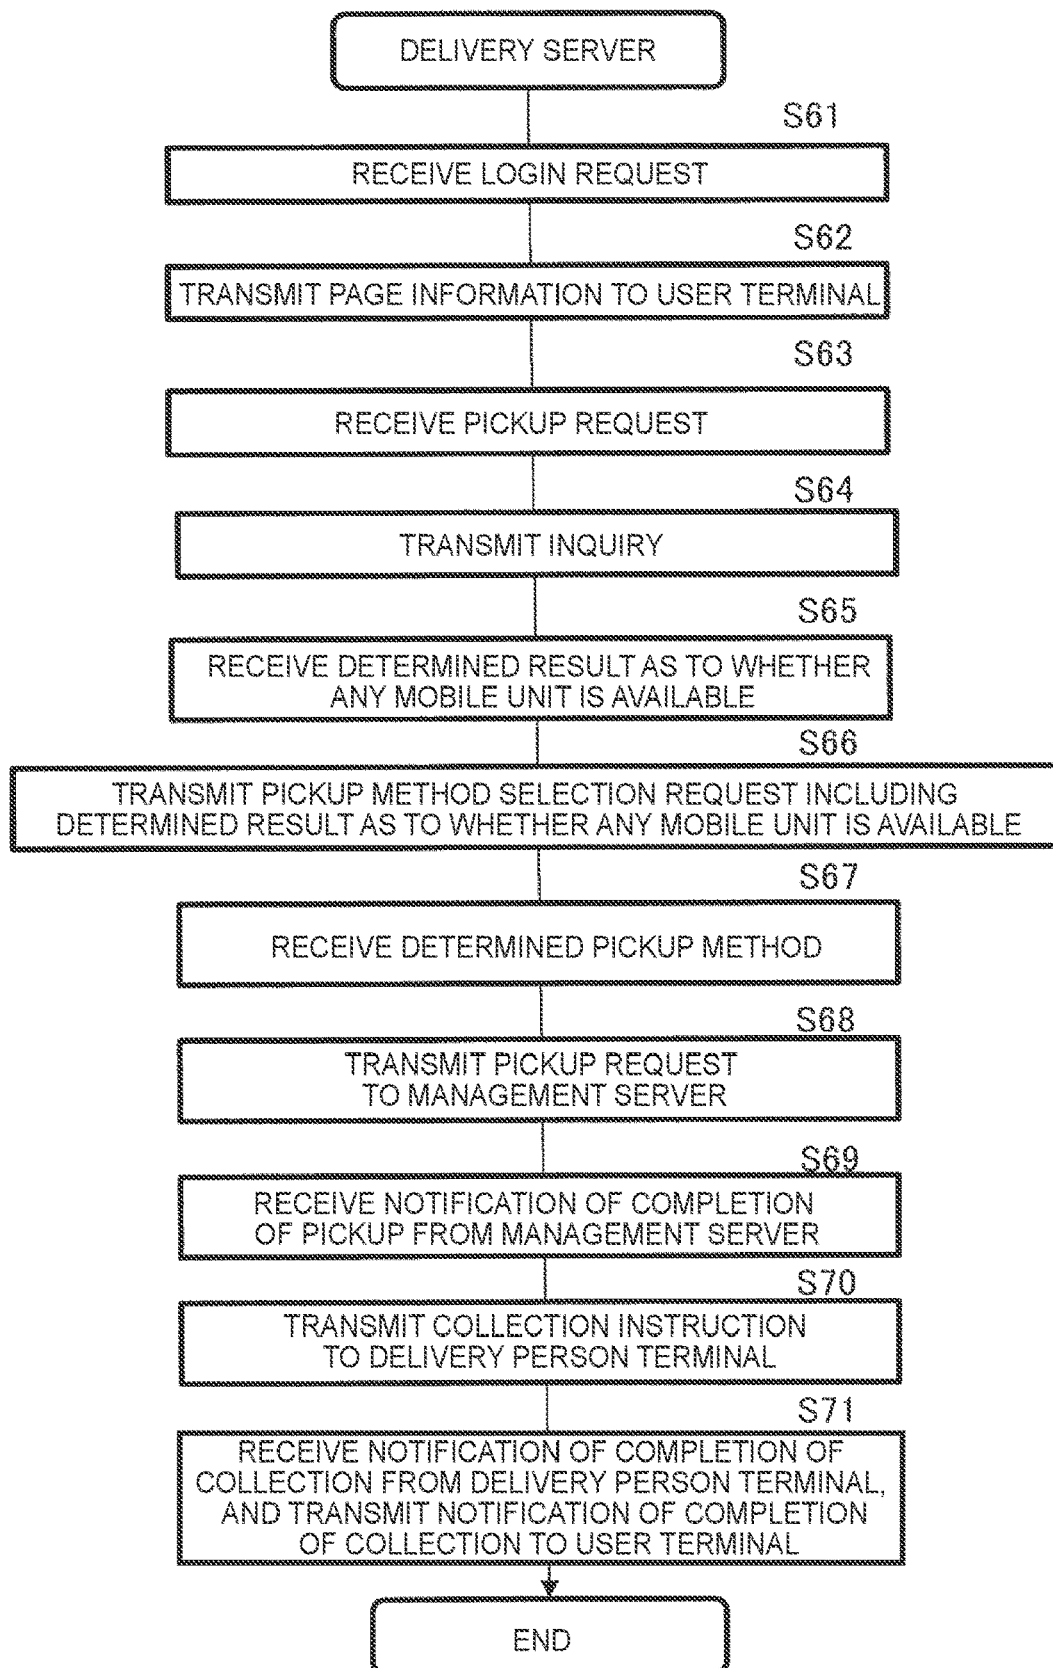 DELIVERY SERVER
S61
RECEIVE LOGIN REQUEST
S62
TRANSMIT PAGE INFORMATION TO USER TERMINAL
S63
RECEIVE PICKUP REQUEST
S64
TRANSMIT INQUIRY
S65
RECEIVE DETERMINED RESULT AS TO WHETHER
ANY MOBILE UNIT IS AVAILABLE
S66
TRANSMIT PICKUP METHOD SELECTION REQUEST INCLUDING
DETERMINED RESULT AS TO WHETHER ANY MOBILE UNIT IS AVAILABLE
S67
RECEIVE DETERMINED PICKUP METHOD
S68
TRANSMIT PICKUP REQUEST
TO MANAGEMENT SERVER
S69
RECEIVE NOTIFICATION OF COMPLETION
OF PICKUP FROM MANAGEMENT SERVER
S70
TRANSMIT COLLECTION INSTRUCTION
TO DELIVERY PERSON TERMINAL
S71
RECEIVE NOTIFICATION OF COMPLETION OF
COLLECTION FROM DELIVERY PERSON TERMINAL,
AND TRANSMIT NOTIFICATION OF COMPLETION
OF COLLECTION TO USER TERMINAL
END